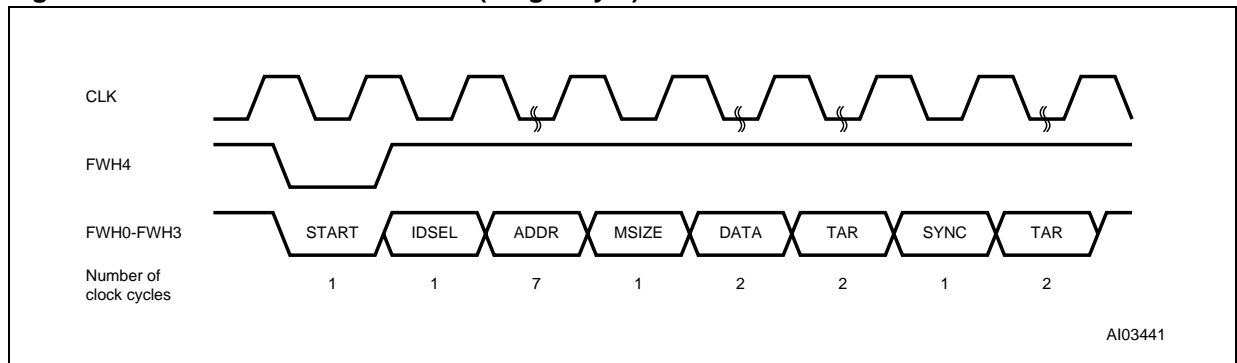 CLK
FWH4
FWH0-FWH3
START IDSEL ADDR MSIZE DATA TAR SYNC TAR
Number of
clock cycles
1 1 7 1 2 2 1 2
AI03441